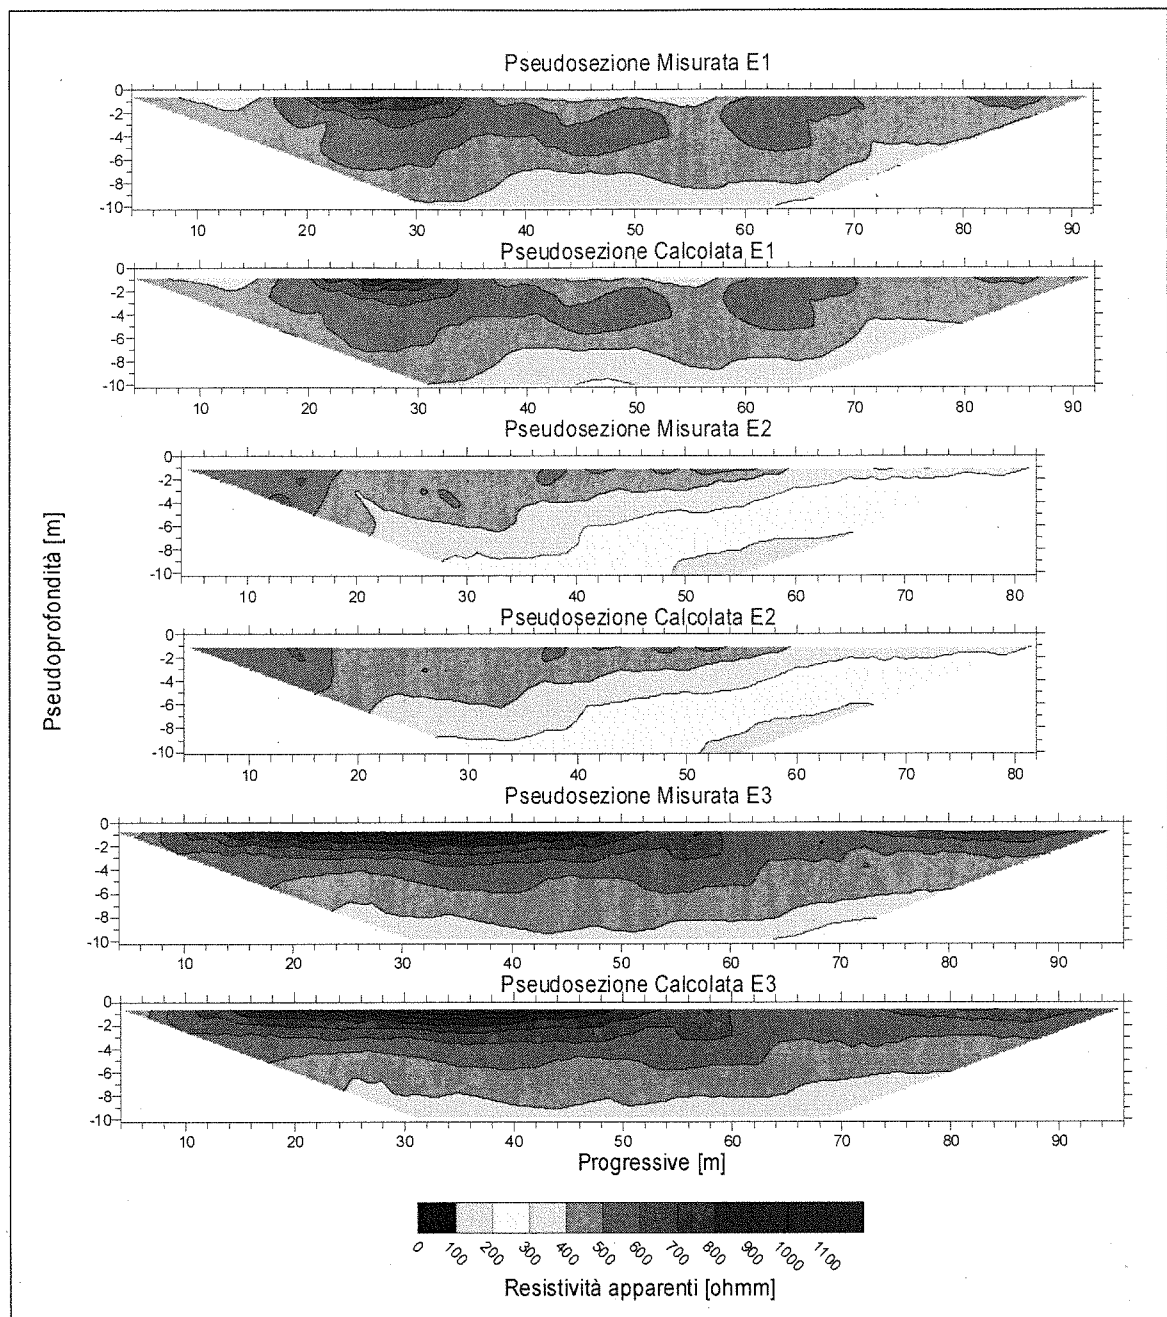 Pseudosezione Misurata E1
0
-2
-4
-6
-8
-10
10 20 30 40 50 60 70 80 90
Pseudosezione Calcolata E1
0
-2
-4
-6
-8
-10
10 20 30 40 50 60 70 80 90
Pseudosezione Misurata E2
0
-2
-4
-6
-8
-10
10 20 30 40 50 60 70 80
Pseudosezione Calcolata E2
0
-2
-4
-6
-8
-10
10 20 30 40 50 60 70 80
Pseudosezione Misurata E3
0
-2
-4
-6
-8
-10
10 20 30 40 50 60 70 80 90
Pseudosezione Calcolata E3
0
-2
-4
-6
-8
-10
10 20 30 40 50 60 70 80 90
Pseudoprofondità [m]
Progressive [m]
0 100 200 300 400 500 600 700 800 900 1000 1100
Resistività apparenti [ohmm]